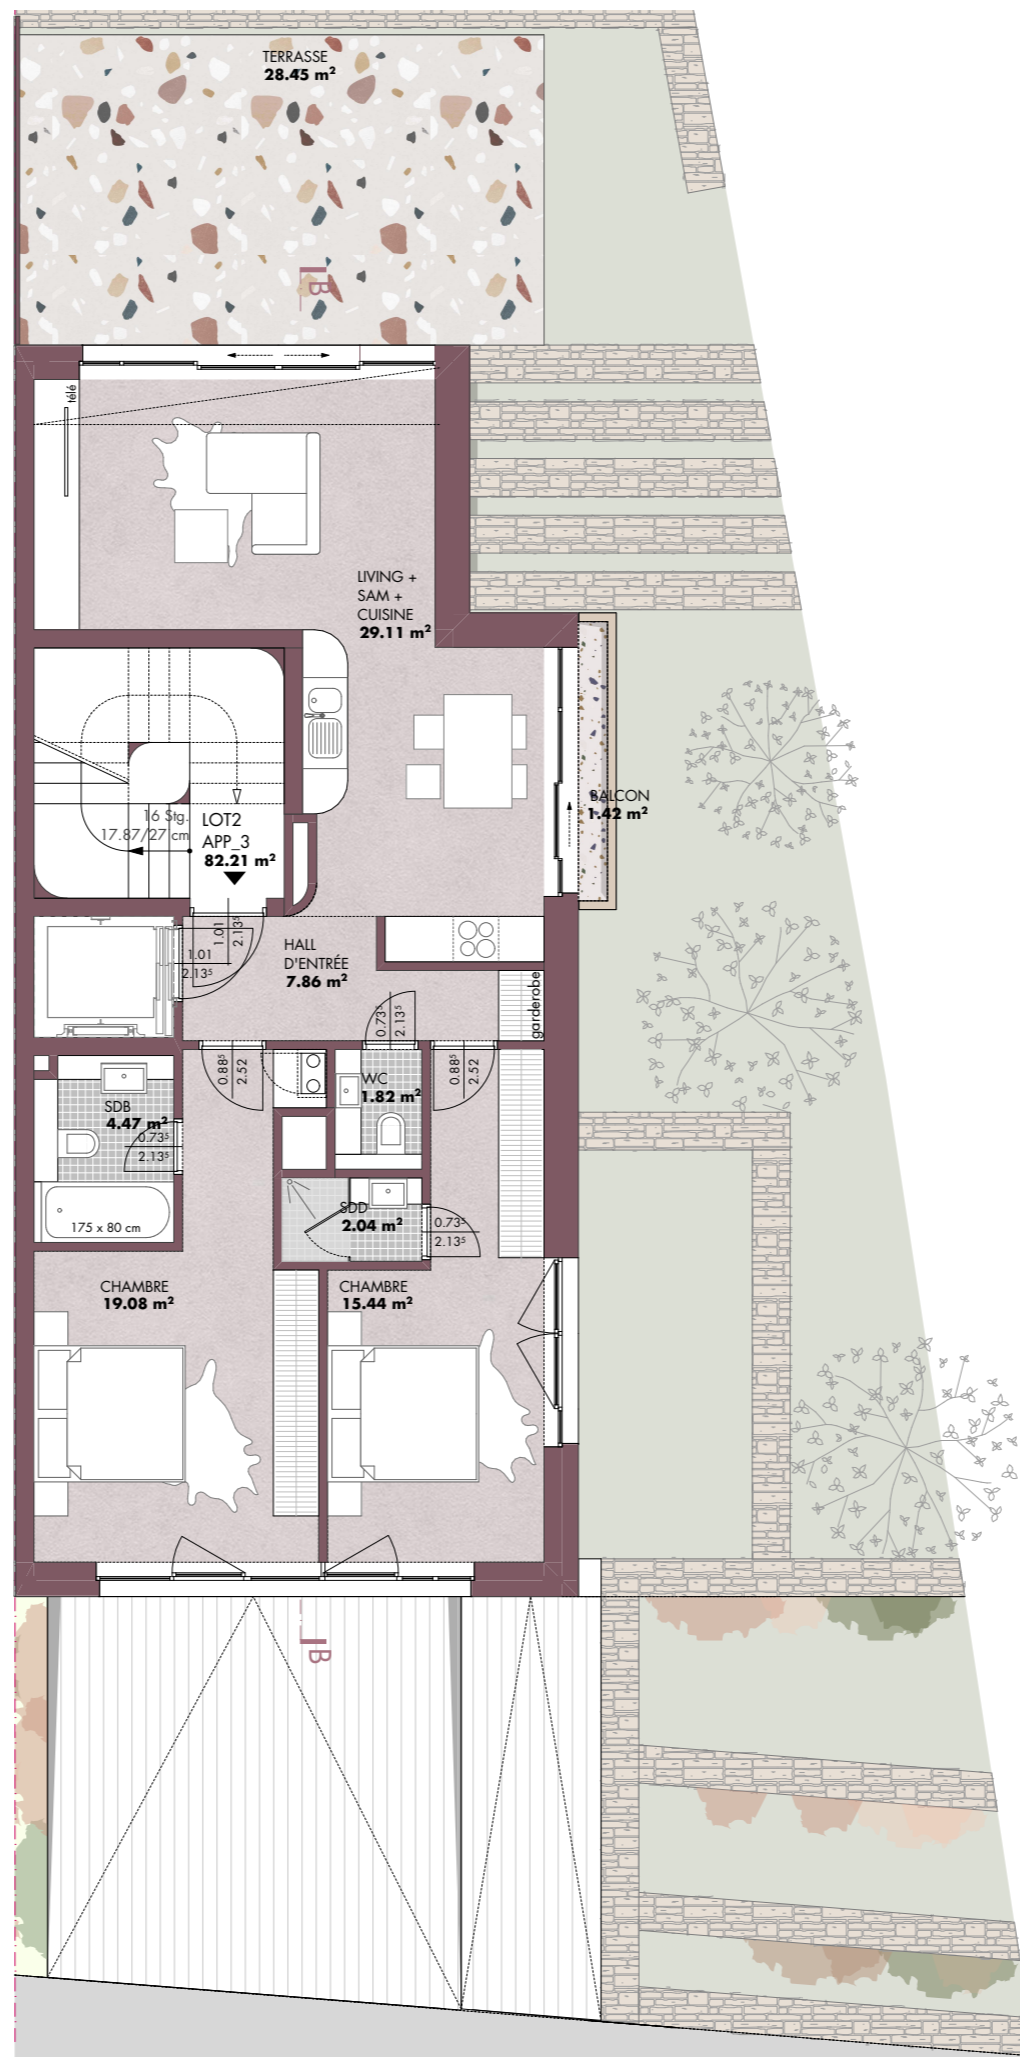 TERRASSE
28.45 m²
B
télé
LIVING +
SAM +
CUISINE
29.11 m²
BALCON
1.42 m²
16 Stg.
17.87/27 cm
LOT2
APP_3
82.21 m²
1.01
2.13⁵
1.01
2.13⁵
HALL
D'ENTRÉE
7.86 m²
garderobe
0.73⁵
2.13⁵
0.88⁵
2.52
WC
1.82 m²
0.88⁵
2.52
SDB
4.47 m²
0.73⁵
2.13⁵
175 x 80 cm
SDD
2.04 m²
0.73⁵
2.13⁵
CHAMBRE
19.08 m²
CHAMBRE
15.44 m²
B